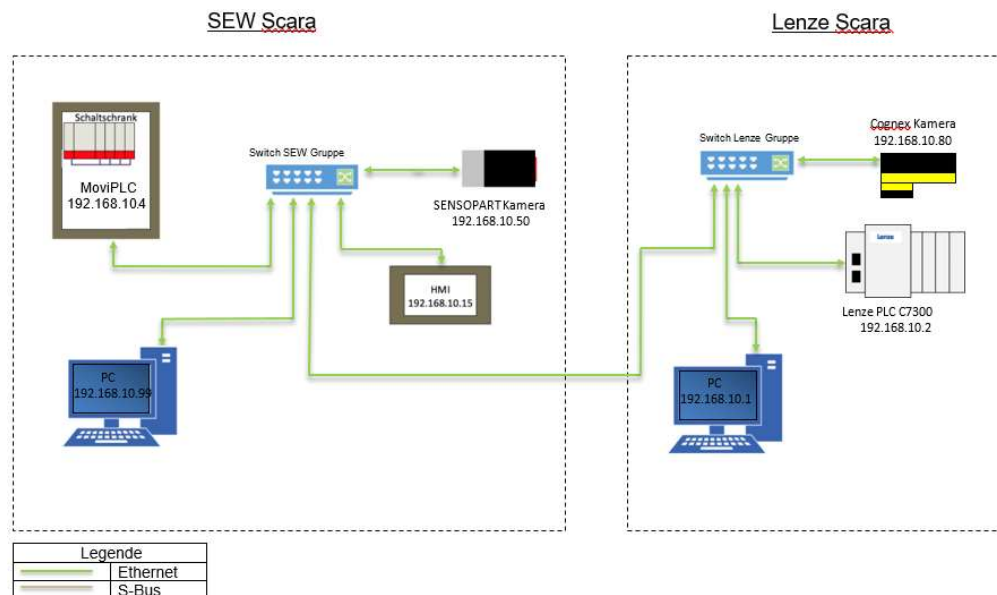 SEW Scara
Schaltschrank
MoviPLC
192.168.10.4
Switch SEW Gruppe
SENSOPART Kamera
192.168.10.50
HMI
192.168.10.15
PC
192.168.10.99
Lenze Scara
Switch Lenze Gruppe
Cognex Kamera
192.168.10.80
Lenze
Lenze PLC C7300
192.168.10.2
PC
192.168.10.1
Legende
Ethernet
S-Bus